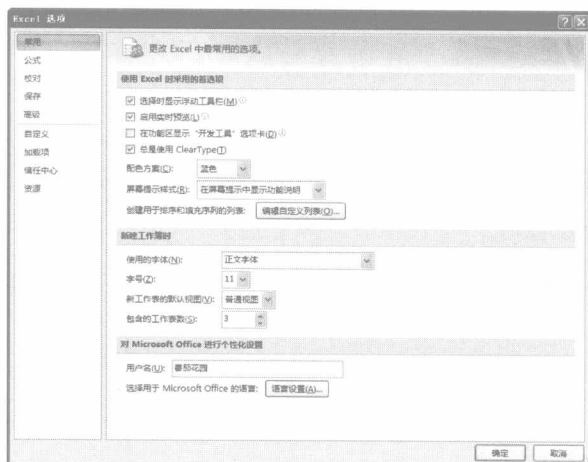 Excel 选项
常用
公式
校对
保存
高级
自定义
加载项
信任中心
资源
更改 Excel 中最常用的选项。
使用 Excel 时采用的首选项
选择时显示浮动工具栏(M)
启用实时预览(L)
在功能区显示“开发工具”选项卡(D)
总是使用 ClearType(T)
配色方案(C): 蓝色
屏幕提示样式(R): 在屏幕提示中显示功能说明
创建用于排序和填充序列的列表: 编辑自定义列表(O)...
新建工作簿时
使用的字体(N): 正文字体
字号(Z): 11
新工作表的默认视图(V): 普通视图
包含的工作表数(S): 3
对 Microsoft Office 进行个性化设置
用户名(U): 番茄花园
选择用于 Microsoft Office 的语言: 语言设置(A)...
确定 取消